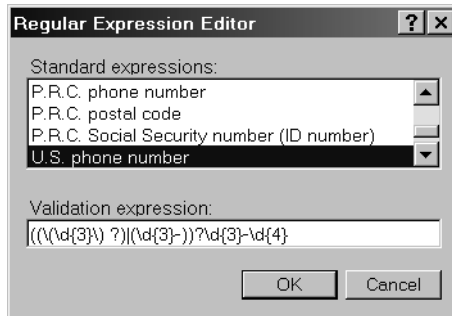 Regular Expression Editor
Standard expressions:
P.R.C. phone number
P.R.C. postal code
P.R.C. Social Security number (ID number)
U.S. phone number
Validation expression:
((\(\d{3}\) ?)|(\d{3}-))?\d{3}-\d{4}
OK Cancel